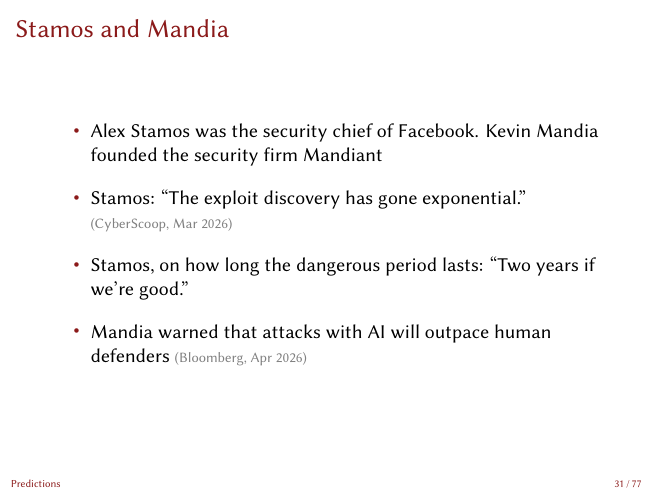 Stamos and Mandia
• Alex Stamos was the security chief of Facebook. Kevin Mandia
founded the security firm Mandiant
• Stamos: “The exploit discovery has gone exponential.”
(CyberScoop, Mar 2026)
• Stamos, on how long the dangerous period lasts: “Two years if
we’re good.”
• Mandia warned that attacks with AI will outpace human
defenders (Bloomberg, Apr 2026)
Predictions
31 / 77